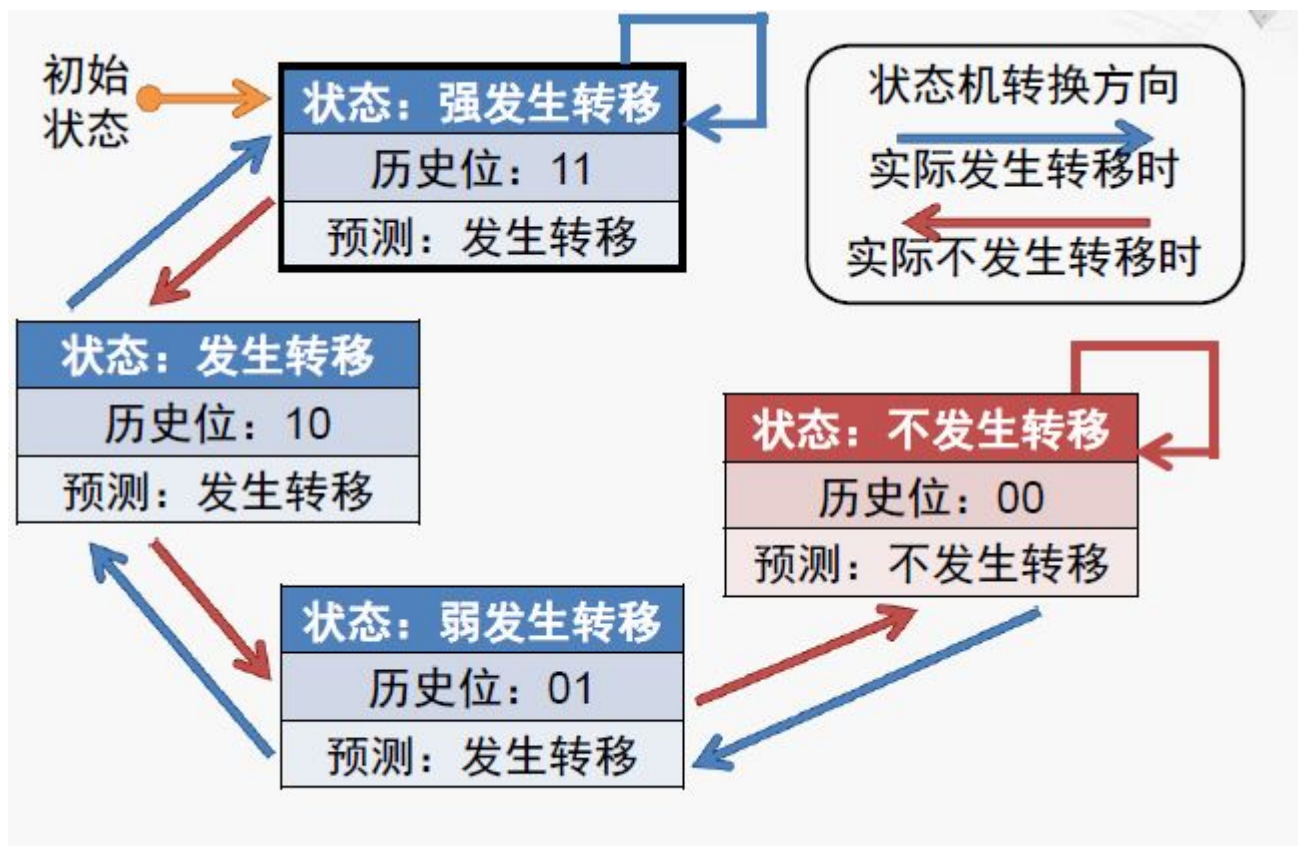 初始
状态
状态：强发生转移
历史位：11
预测：发生转移
状态机转换方向
实际发生转移时
实际不发生转移时
状态：发生转移
历史位：10
预测：发生转移
状态：不发生转移
历史位：00
预测：不发生转移
状态：弱发生转移
历史位：01
预测：发生转移